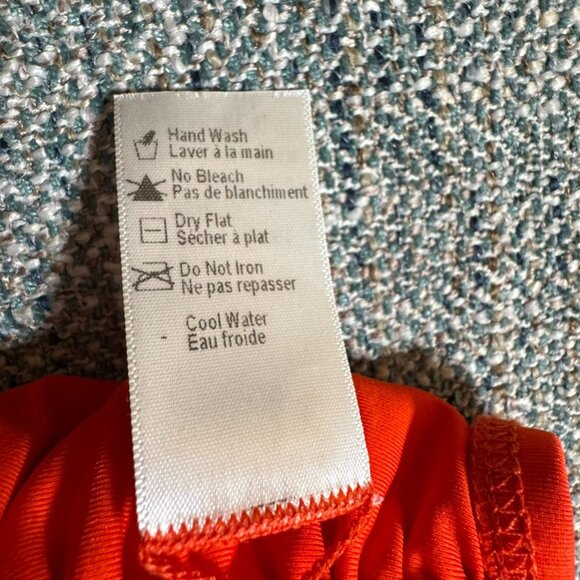 Hand Wash
Laver à la main
No Bleach
Pas de blanchiment
Dry Flat
Sécher à plat
Do Not Iron
Ne pas repasser
Cool Water
- Eau froide